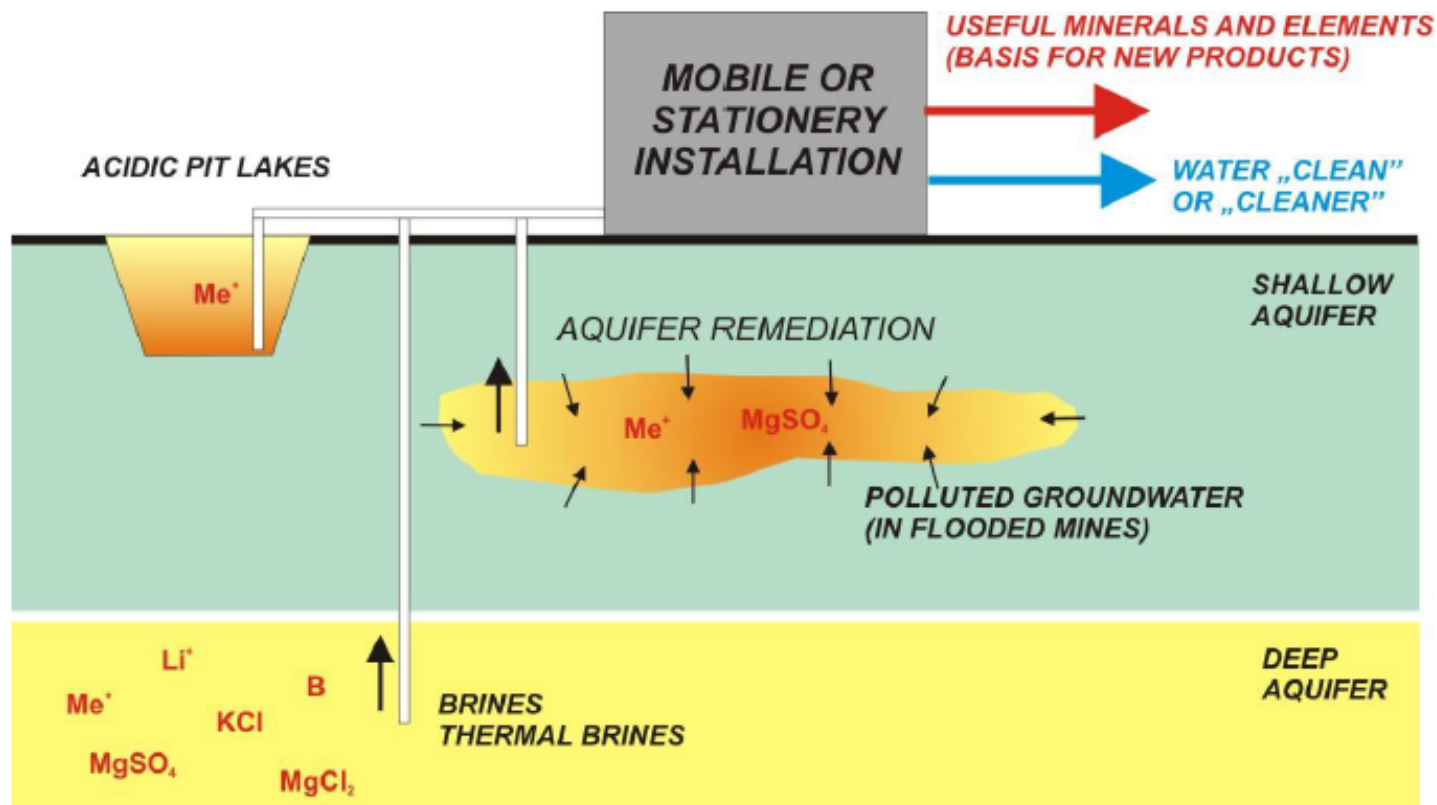 USEFUL MINERALS AND ELEMENTS
(BASIS FOR NEW PRODUCTS)
MOBILE OR
STATIONERY
INSTALLATION
ACIDIC PIT LAKES
WATER „CLEAN”
OR „CLEANER”
Me⁺
SHALLOW
AQUIFER
AQUIFER REMEDIATION
Me⁺
MgSO₄
POLLUTED GROUNDWATER
(IN FLOODED MINES)
Li⁺
B
Me⁺
KCl
MgSO₄
MgCl₂
BRINES
THERMAL BRINES
DEEP
AQUIFER